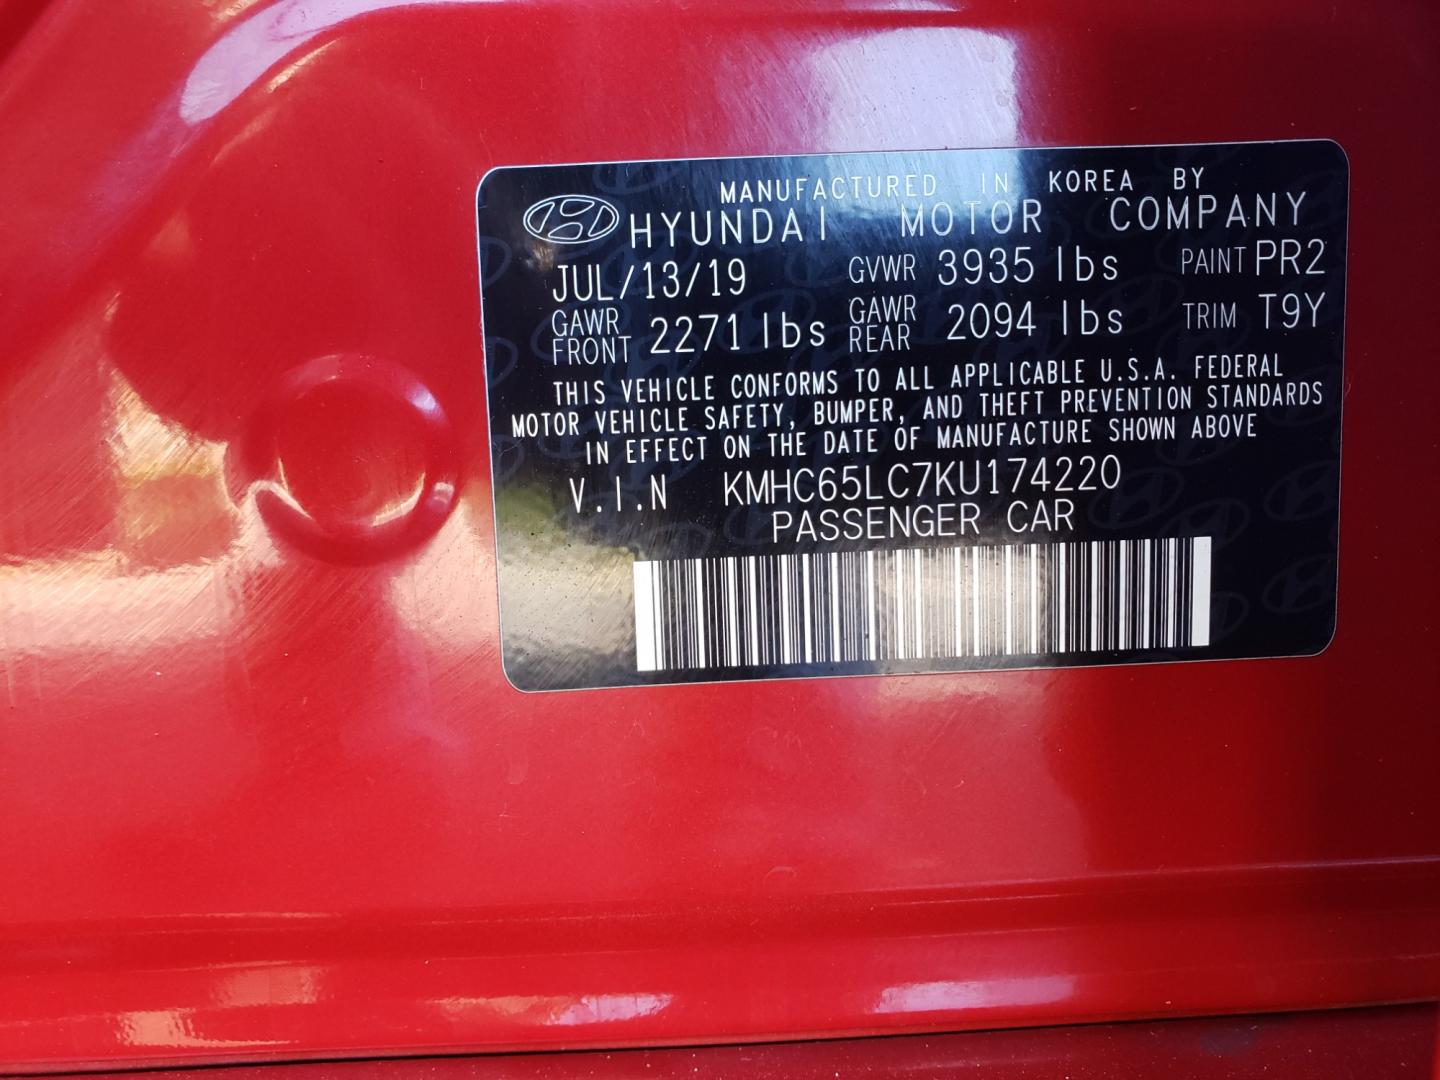 MANUFACTURED IN KOREA BY
HYUNDAI MOTOR COMPANY
JUL/13/19 GVWR 3935 lbs PAINT PR2
GAWR FRONT 2271 lbs GAWR REAR 2094 lbs TRIM T9Y
THIS VEHICLE CONFORMS TO ALL APPLICABLE U.S.A. FEDERAL
MOTOR VEHICLE SAFETY, BUMPER, AND THEFT PREVENTION STANDARDS
IN EFFECT ON THE DATE OF MANUFACTURE SHOWN ABOVE
V.I.N KMHC65LC7KU174220
PASSENGER CAR